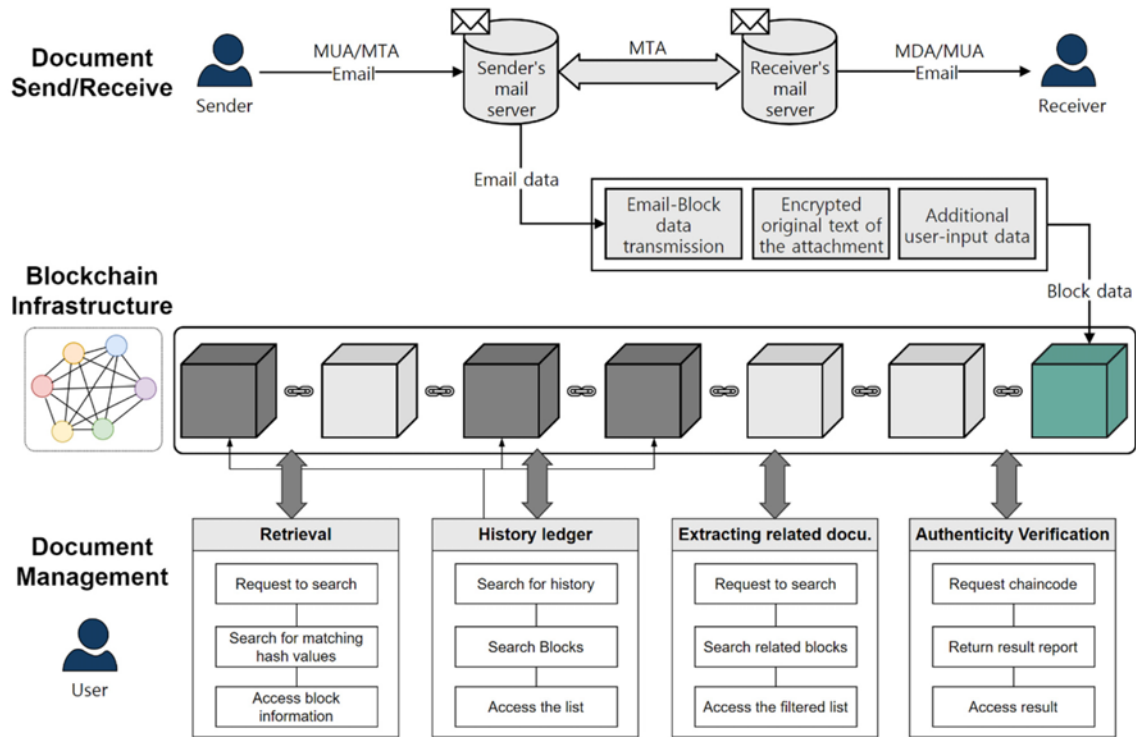 Document
Send/Receive
Sender
MUA/MTA
Email
Sender's
mail
server
MTA
Receiver's
mail
server
MDA/MUA
Email
Receiver
Email data
Email-Block
data
transmission
Encrypted
original text of
the attachment
Additional
user-input data
Block data
Blockchain
Infrastructure
Document
Management
User
Retrieval
Request to search
Search for matching
hash values
Access block
information
History ledger
Search for history
Search Blocks
Access the list
Extracting related docu.
Request to search
Search related blocks
Access the filtered list
Authenticity Verification
Request chaincode
Return result report
Access result